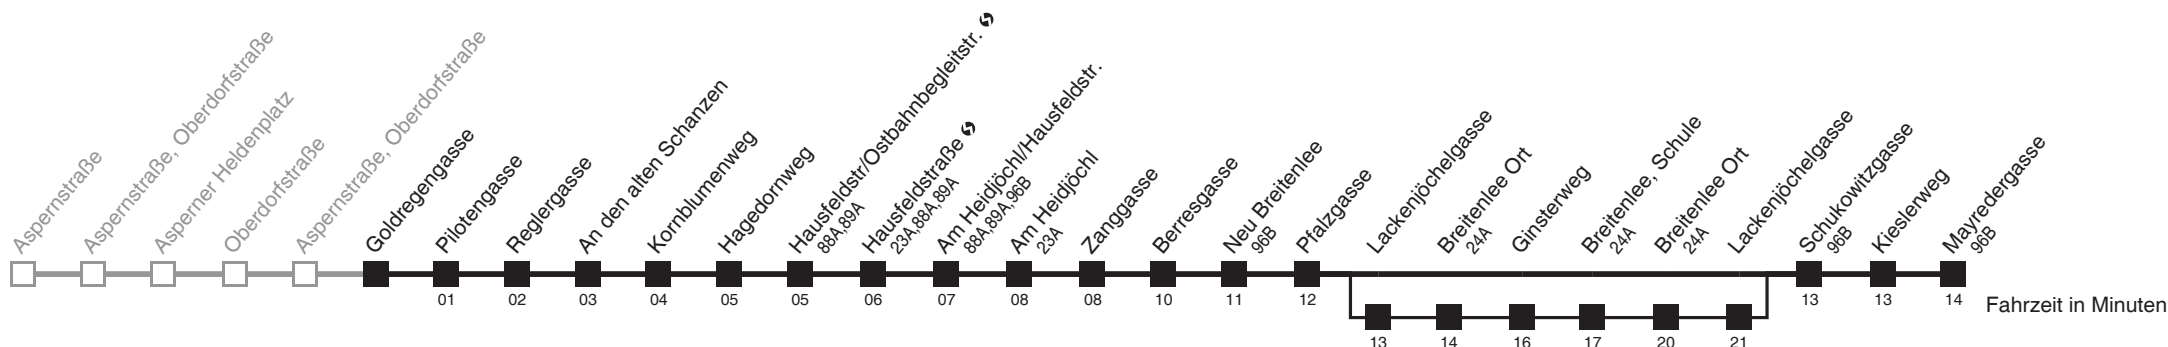 Aspernstraße
Aspernstraße, Oberdorfstraße
Asperner Heldenplatz
Oberdorfstraße
Aspernstraße, Oberdorfstraße
Goldregengasse
Pilotengasse
Reglergasse
An den alten Schanzen
Kornblumenweg
Hagedornweg
Hausfeldstr/Ostbahnbegleitstr.
88A,89A
Hausfeldstraße
23A,88A,89A
Am Heidjöchl/Hausfeldstr.
88A,89A,96B
Am Heidjöchl
23A
Zanggasse
Berresgasse
Neu Breitenlee
96B
Pfalzgasse
Lackenjöchelgasse
Breitenlee Ort
24A
Ginsterweg
Breitenlee, Schule
24A
Breitenlee Ort
24A
Lackenjöchelgasse
Schukowitzgasse
96B
Kieslerweg
Mayredergasse
96B
01 02 03 04 05 05 06 07 08 08 10 11 12 13 13 14
Fahrzeit in Minuten
13 14 16 17 20 21